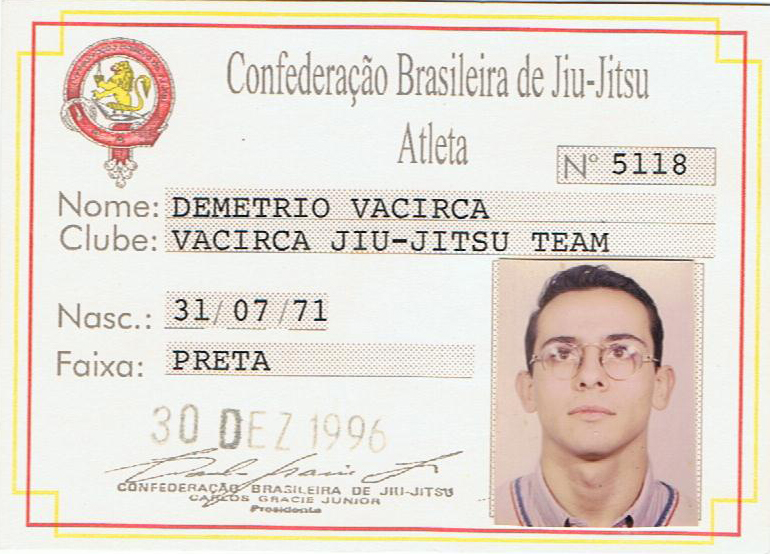 Confederação Brasileira de Jiu-Jitsu
Atleta
Nº 5118
Nome: DEMETRIO VACIRCA
Clube: VACIRCA JIU-JITSU TEAM
Nasc.: 31/07/71
Faixa: PRETA
30 DEZ 1996
CONFEDERAÇÃO BRASILEIRA DE JIU-JITSU
CARLOS GRACIE JUNIOR
Presidente